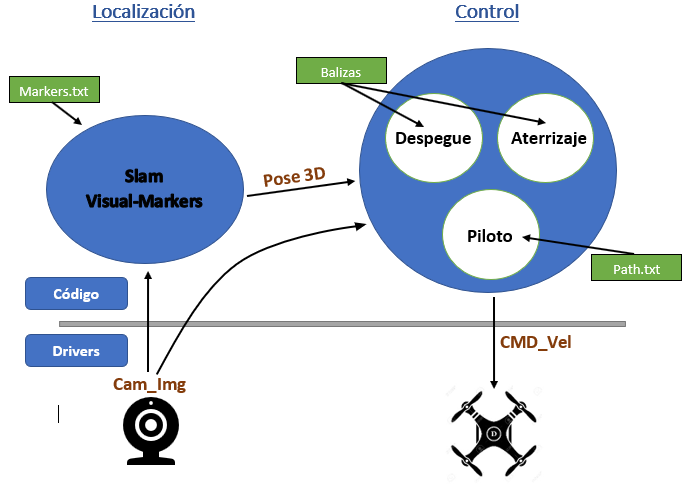 Localización
Control
Markers.txt
Balizas
Despegue
Aterrizaje
Slam
Visual-Markers
Pose 3D
Piloto
Path.txt
Código
Drivers
CMD_Vel
Cam_Img
D